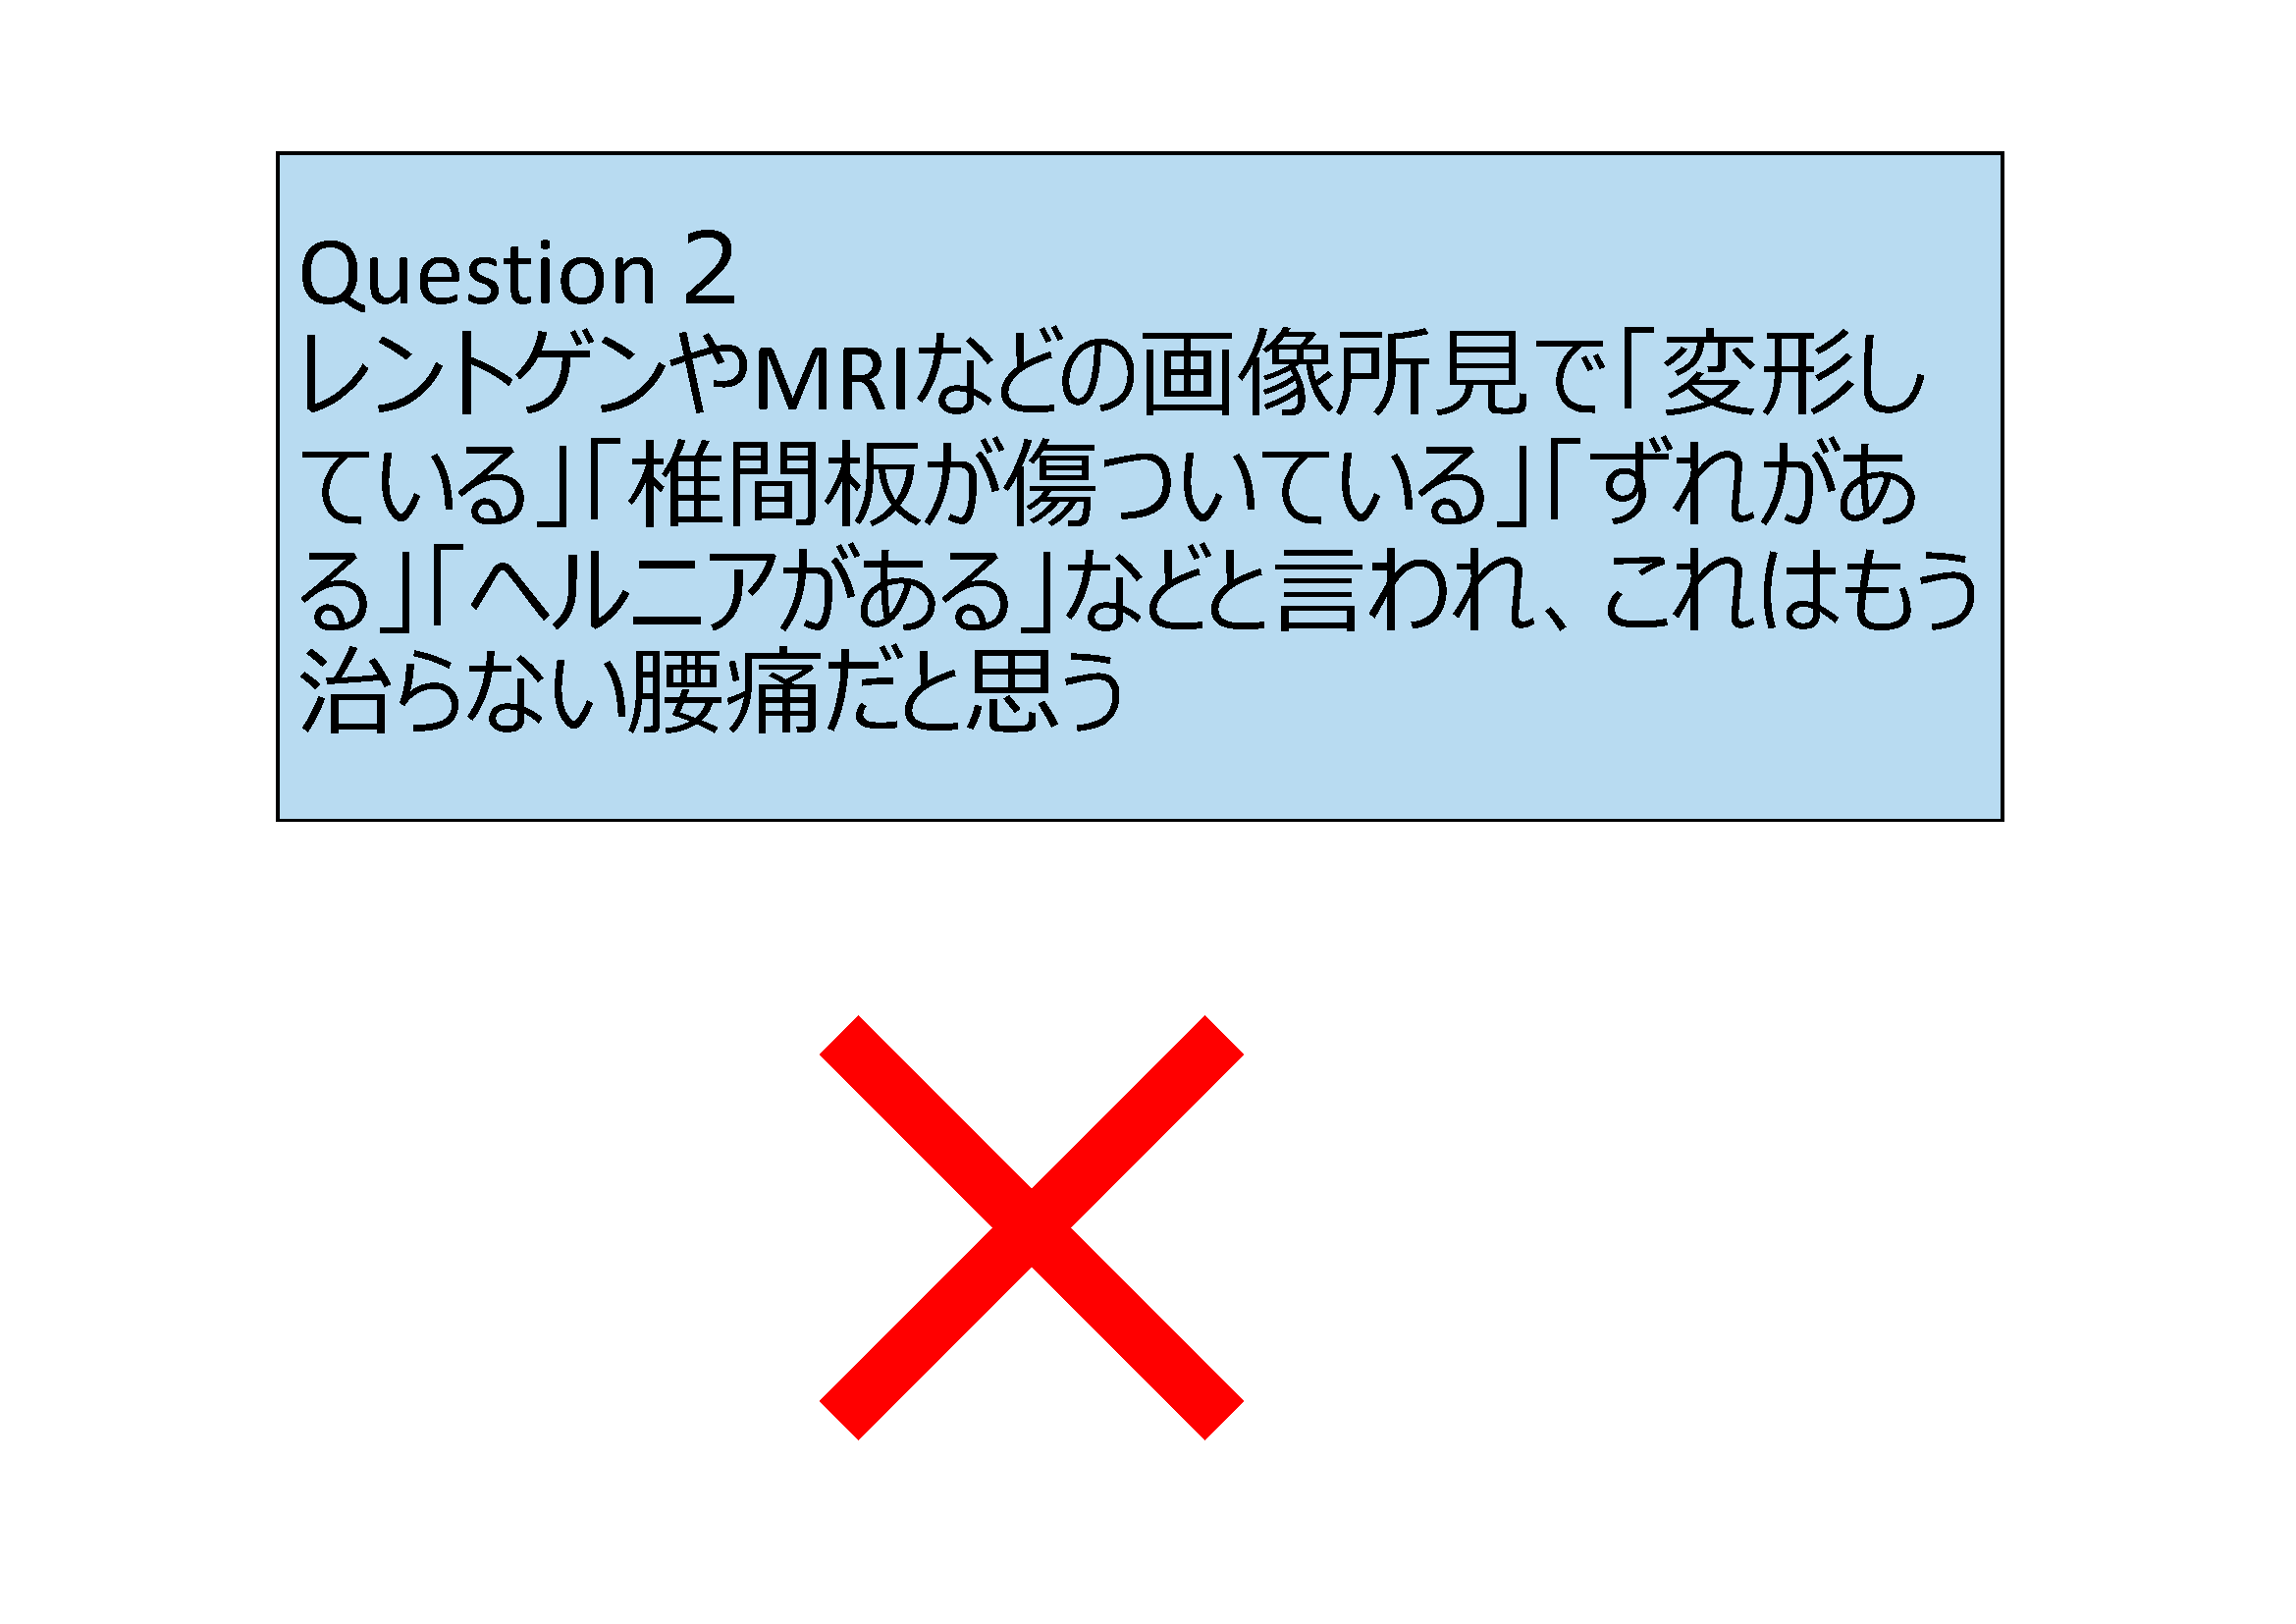 Question 2
レントゲンやMRIなどの画像所見で「変形し
ている」「椎間板が傷ついている」「ずれがあ
る」「ヘルニアがある」などと言われ、これはもう
治らない腰痛だと思う